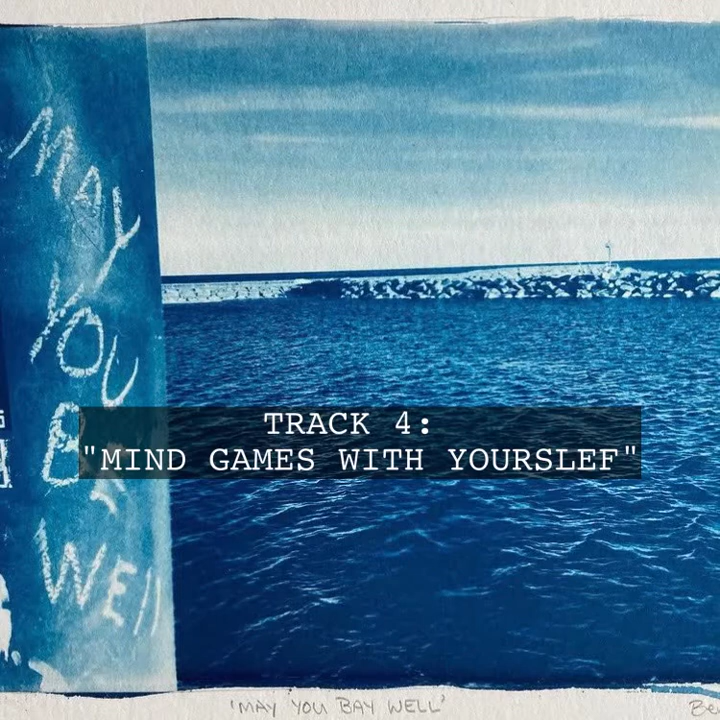 MAY
YOU
WEll
TRACK 4:
"MIND GAMES WITH YOURSLEF"
'MAY YOU BAY WELL'